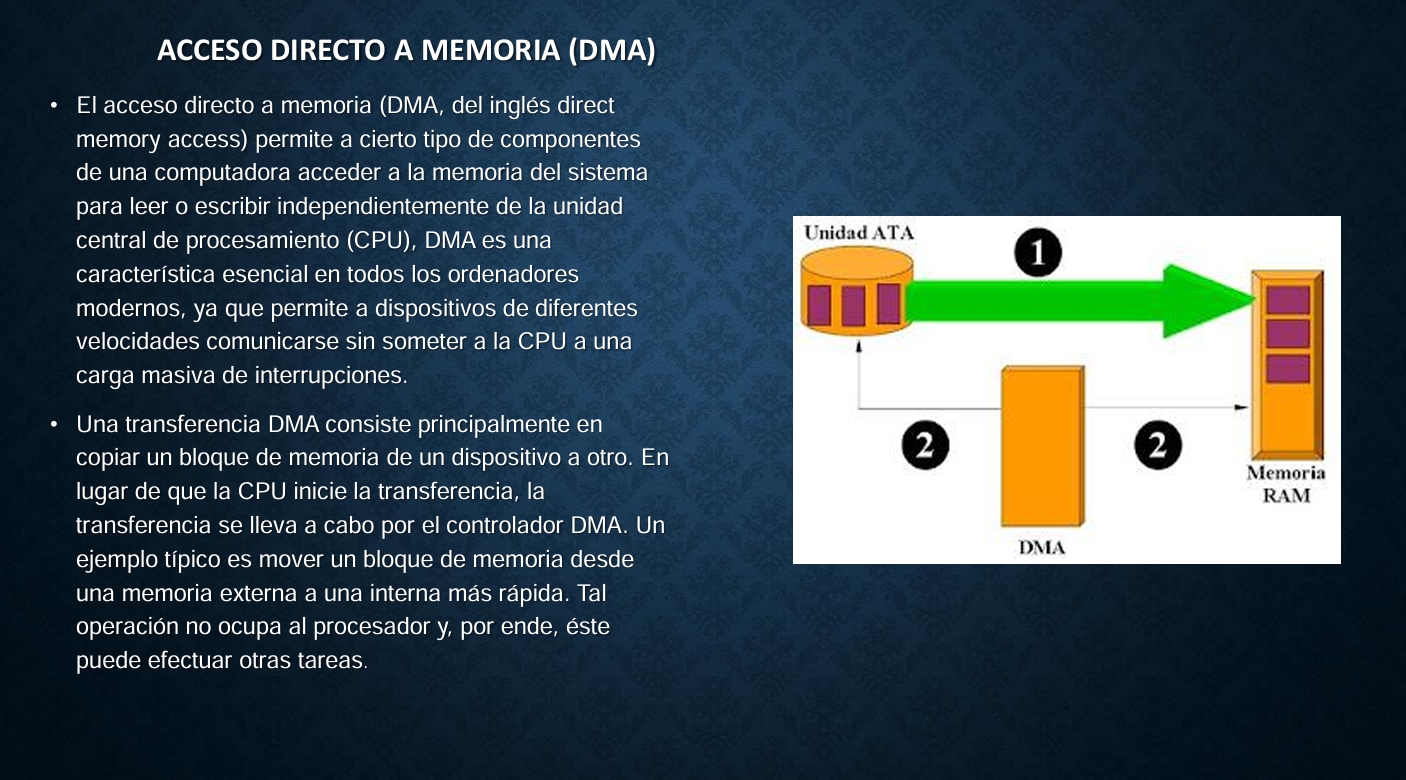 ACCESO DIRECTO A MEMORIA (DMA)
• El acceso directo a memoria (DMA, del inglés direct
memory access) permite a cierto tipo de componentes
de una computadora acceder a la memoria del sistema
para leer o escribir independientemente de la unidad
central de procesamiento (CPU), DMA es una
característica esencial en todos los ordenadores
modernos, ya que permite a dispositivos de diferentes
velocidades comunicarse sin someter a la CPU a una
carga masiva de interrupciones.
• Una transferencia DMA consiste principalmente en
copiar un bloque de memoria de un dispositivo a otro. En
lugar de que la CPU inicie la transferencia, la
transferencia se lleva a cabo por el controlador DMA. Un
ejemplo típico es mover un bloque de memoria desde
una memoria externa a una interna más rápida. Tal
operación no ocupa al procesador y, por ende, éste
puede efectuar otras tareas.
Unidad ATA
1
2
2
Memoria
RAM
DMA